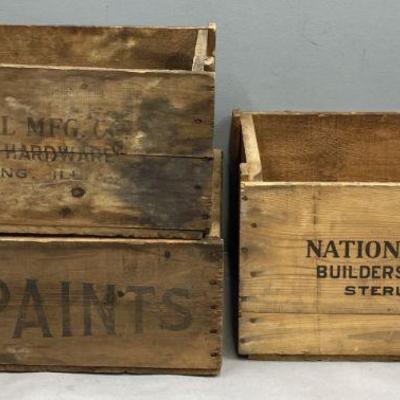 L MFG. C
HARDWARE
NG, ILL
PAINTS
NATION
BUILDERS
STERL